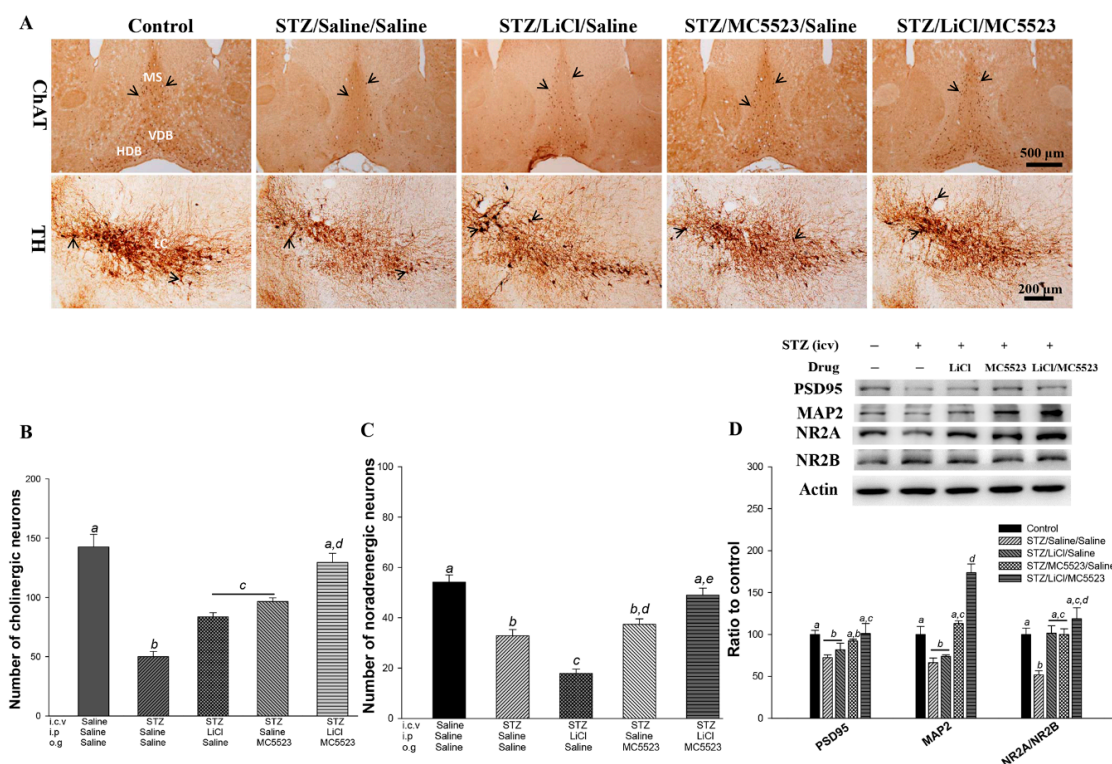 A
Control
STZ/Saline/Saline
STZ/LiCl/Saline
STZ/MC5523/Saline
STZ/LiCl/MC5523
ChAT
MS
VDB
HDB
500 µm
TH
LC
200 µm
STZ (icv) – + + + +
Drug – – LiCl MC5523 LiCl/MC5523
PSD95
MAP2
NR2A
NR2B
Actin
B
Number of cholinergic neurons
200
150
100
50
0
a
b
c
a,d
i.c.v Saline STZ STZ STZ STZ
i.p Saline Saline LiCl Saline LiCl
o.g Saline Saline Saline MC5523 MC5523
C
Number of noradrenergic neurons
100
80
60
40
20
0
a
b
c
b,d
a,e
i.c.v Saline STZ STZ STZ STZ
i.p Saline Saline LiCl Saline LiCl
o.g Saline Saline Saline MC5523 MC5523
D
Ratio to control
300
250
200
150
100
50
0
Control
STZ/Saline/Saline
STZ/LiCl/Saline
STZ/MC5523/Saline
STZ/LiCl/MC5523
a b a,b a,c
a b a,c d
a b a,c a,c,d
PSD95
MAP2
NR2A/NR2B